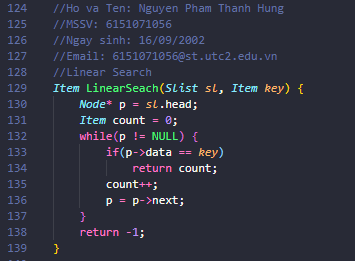 124 //Ho va Ten: Nguyen Pham Thanh Hung
125 //MSSV: 6151071056
126 //Ngay sinh: 16/09/2002
127 //Email: 6151071056@st.utc2.edu.vn
128 //Linear Search
129 Item LinearSeach(SList sl, Item key) {
130     Node* p = sl.head;
131     Item count = 0;
132     while(p != NULL) {
133         if(p->data == key)
134             return count;
135         count++;
136         p = p->next;
137     }
138     return -1;
139 }